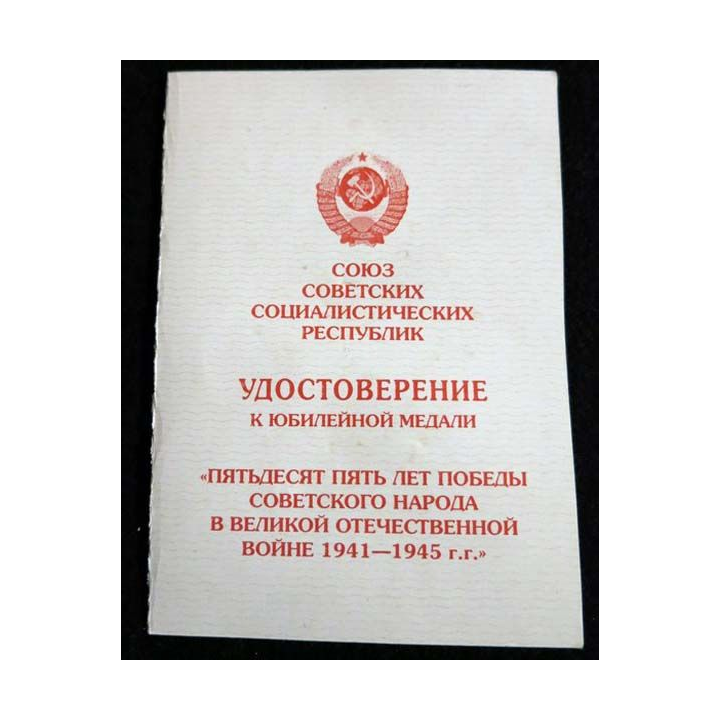 СОЮЗ
СОВЕТСКИХ
СОЦИАЛИСТИЧЕСКИХ
РЕСПУБЛИК
УДОСТОВЕРЕНИЕ
К ЮБИЛЕЙНОЙ МЕДАЛИ
«ПЯТЬДЕСЯТ ПЯТЬ ЛЕТ ПОБЕДЫ
СОВЕТСКОГО НАРОДА
В ВЕЛИКОЙ ОТЕЧЕСТВЕННОЙ
ВОЙНЕ 1941—1945 г.г.»